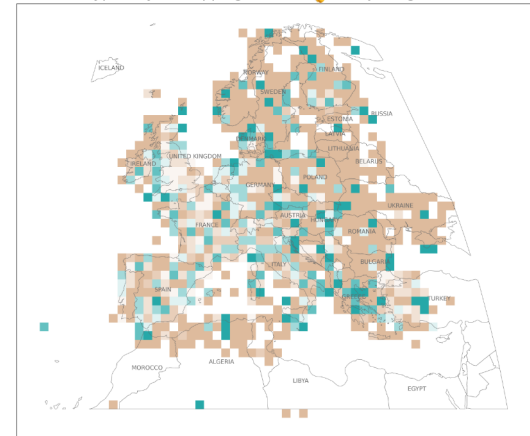 ICELAND
NORWAY
FINLAND
SWEDEN
RUSSIA
ESTONIA
LATVIA
DENMARK
LITHUANIA
UNITED KINGDOM
IRELAND
BELARUS
POLAND
GERMANY
UKRAINE
AUSTRIA
FRANCE
ROMANIA
ITALY
BULGARIA
SPAIN
TURKEY
ALGERIA
MOROCCO
LIBYA
EGYPT